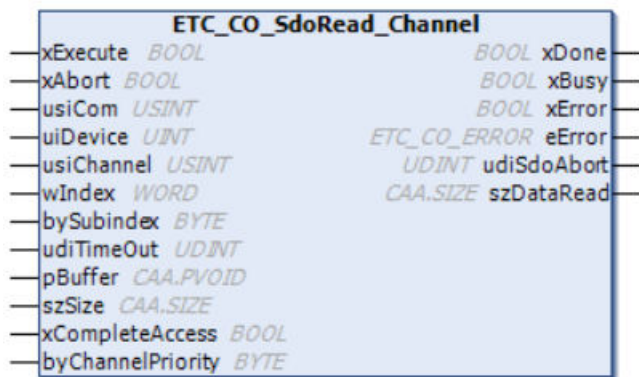 ETC_CO_SdoRead_Channel
xExecute BOOL BOOL xDone
xAbort BOOL BOOL xBusy
usiCom USINT BOOL xError
uiDevice UINT ETC_CO_ERROR eError
usiChannel USINT UDINT udiSdoAbort
wIndex WORD CAA.SIZE szDataRead
bySubindex BYTE
udiTimeOut UDINT
pBuffer CAA.PVOID
szSize CAA.SIZE
xCompleteAccess BOOL
byChannelPriority BYTE